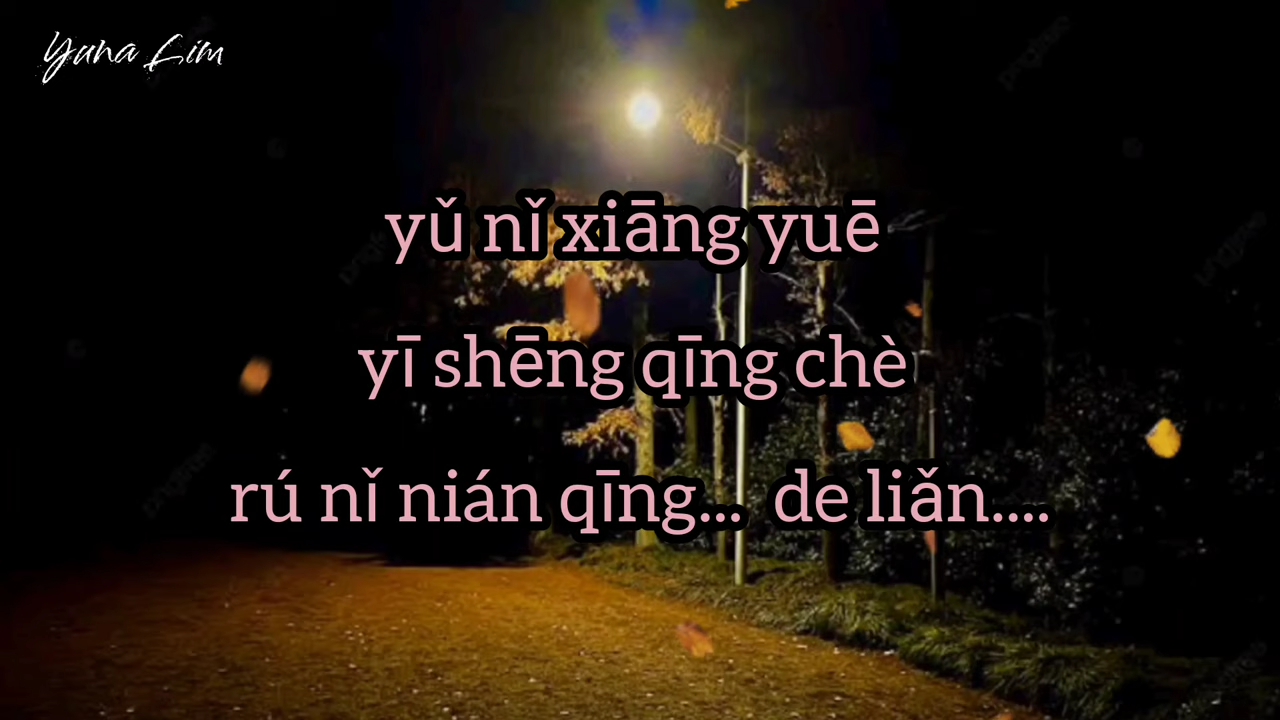 Yuna Lim
yǔ nǐ xiāng yuē
yī shēng qīng chè
rú nǐ nián qīng... de liǎn....